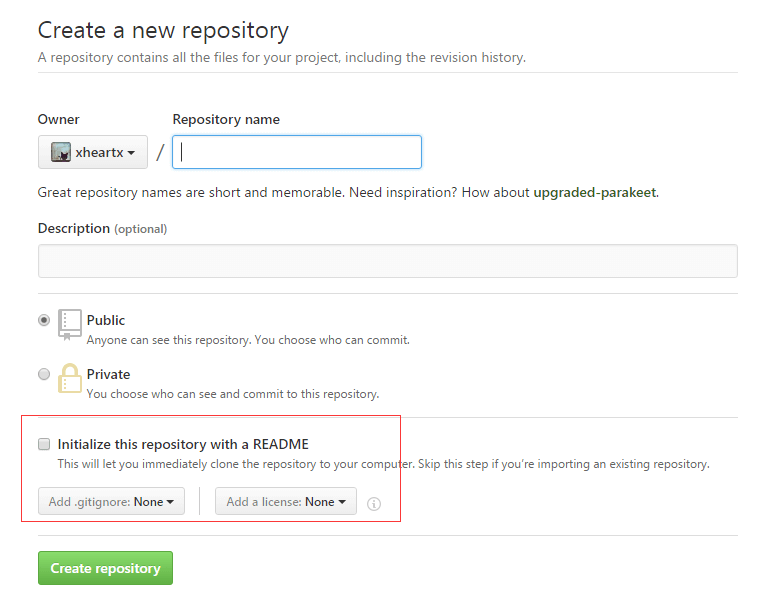 Create a new repository
A repository contains all the files for your project, including the revision history.
Owner Repository name
xheartx /
Great repository names are short and memorable. Need inspiration? How about upgraded-parakeet.
Description (optional)
Public
Anyone can see this repository. You choose who can commit.
Private
You choose who can see and commit to this repository.
Initialize this repository with a README
This will let you immediately clone the repository to your computer. Skip this step if you're importing an existing repository.
Add .gitignore: None Add a license: None
Create repository